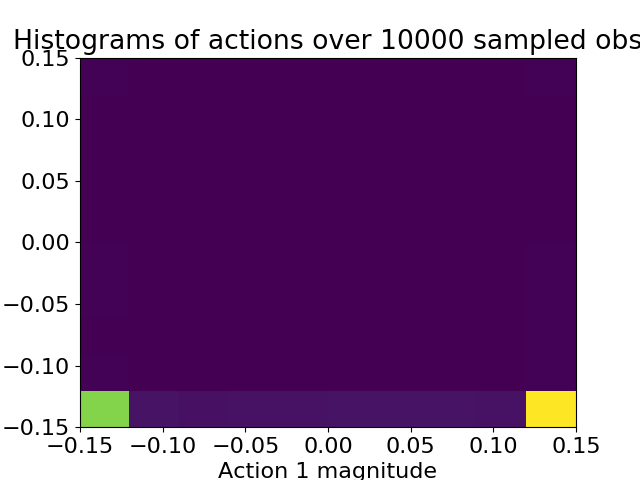 Histograms of actions over 10000 sampled obs
0.15
0.10
0.05
0.00
−0.05
−0.10
−0.15
−0.15 −0.10 −0.05 0.00 0.05 0.10 0.15
Action 1 magnitude